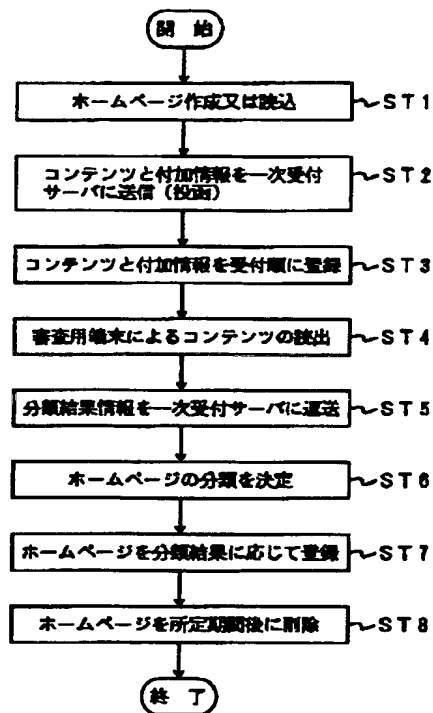 開 始
ホームページ作成又は読込
ST1
コンテンツと付加情報を一次受付
サーバに送信(投函)
ST2
コンテンツと付加情報を受付順に登録
ST3
審査用端末によるコンテンツの読出
ST4
分類結果情報を一次受付サーバに返送
ST5
ホームページの分類を決定
ST6
ホームページを分類結果に応じて登録
ST7
ホームページを所定期間後に削除
ST8
終 了